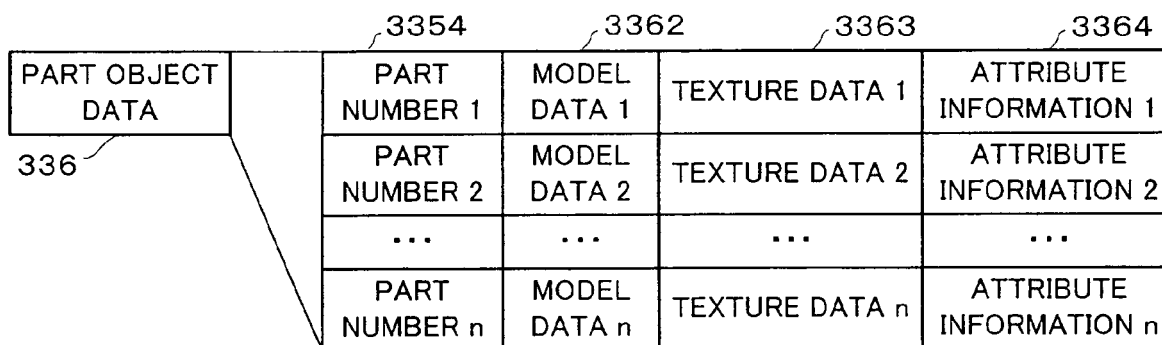 3354 3362 3363 3364
PART OBJECT
DATA
336
PART
NUMBER 1
MODEL
DATA 1
TEXTURE DATA 1
ATTRIBUTE
INFORMATION 1
PART
NUMBER 2
MODEL
DATA 2
TEXTURE DATA 2
ATTRIBUTE
INFORMATION 2
... ... ... ...
PART
NUMBER n
MODEL
DATA n
TEXTURE DATA n
ATTRIBUTE
INFORMATION n